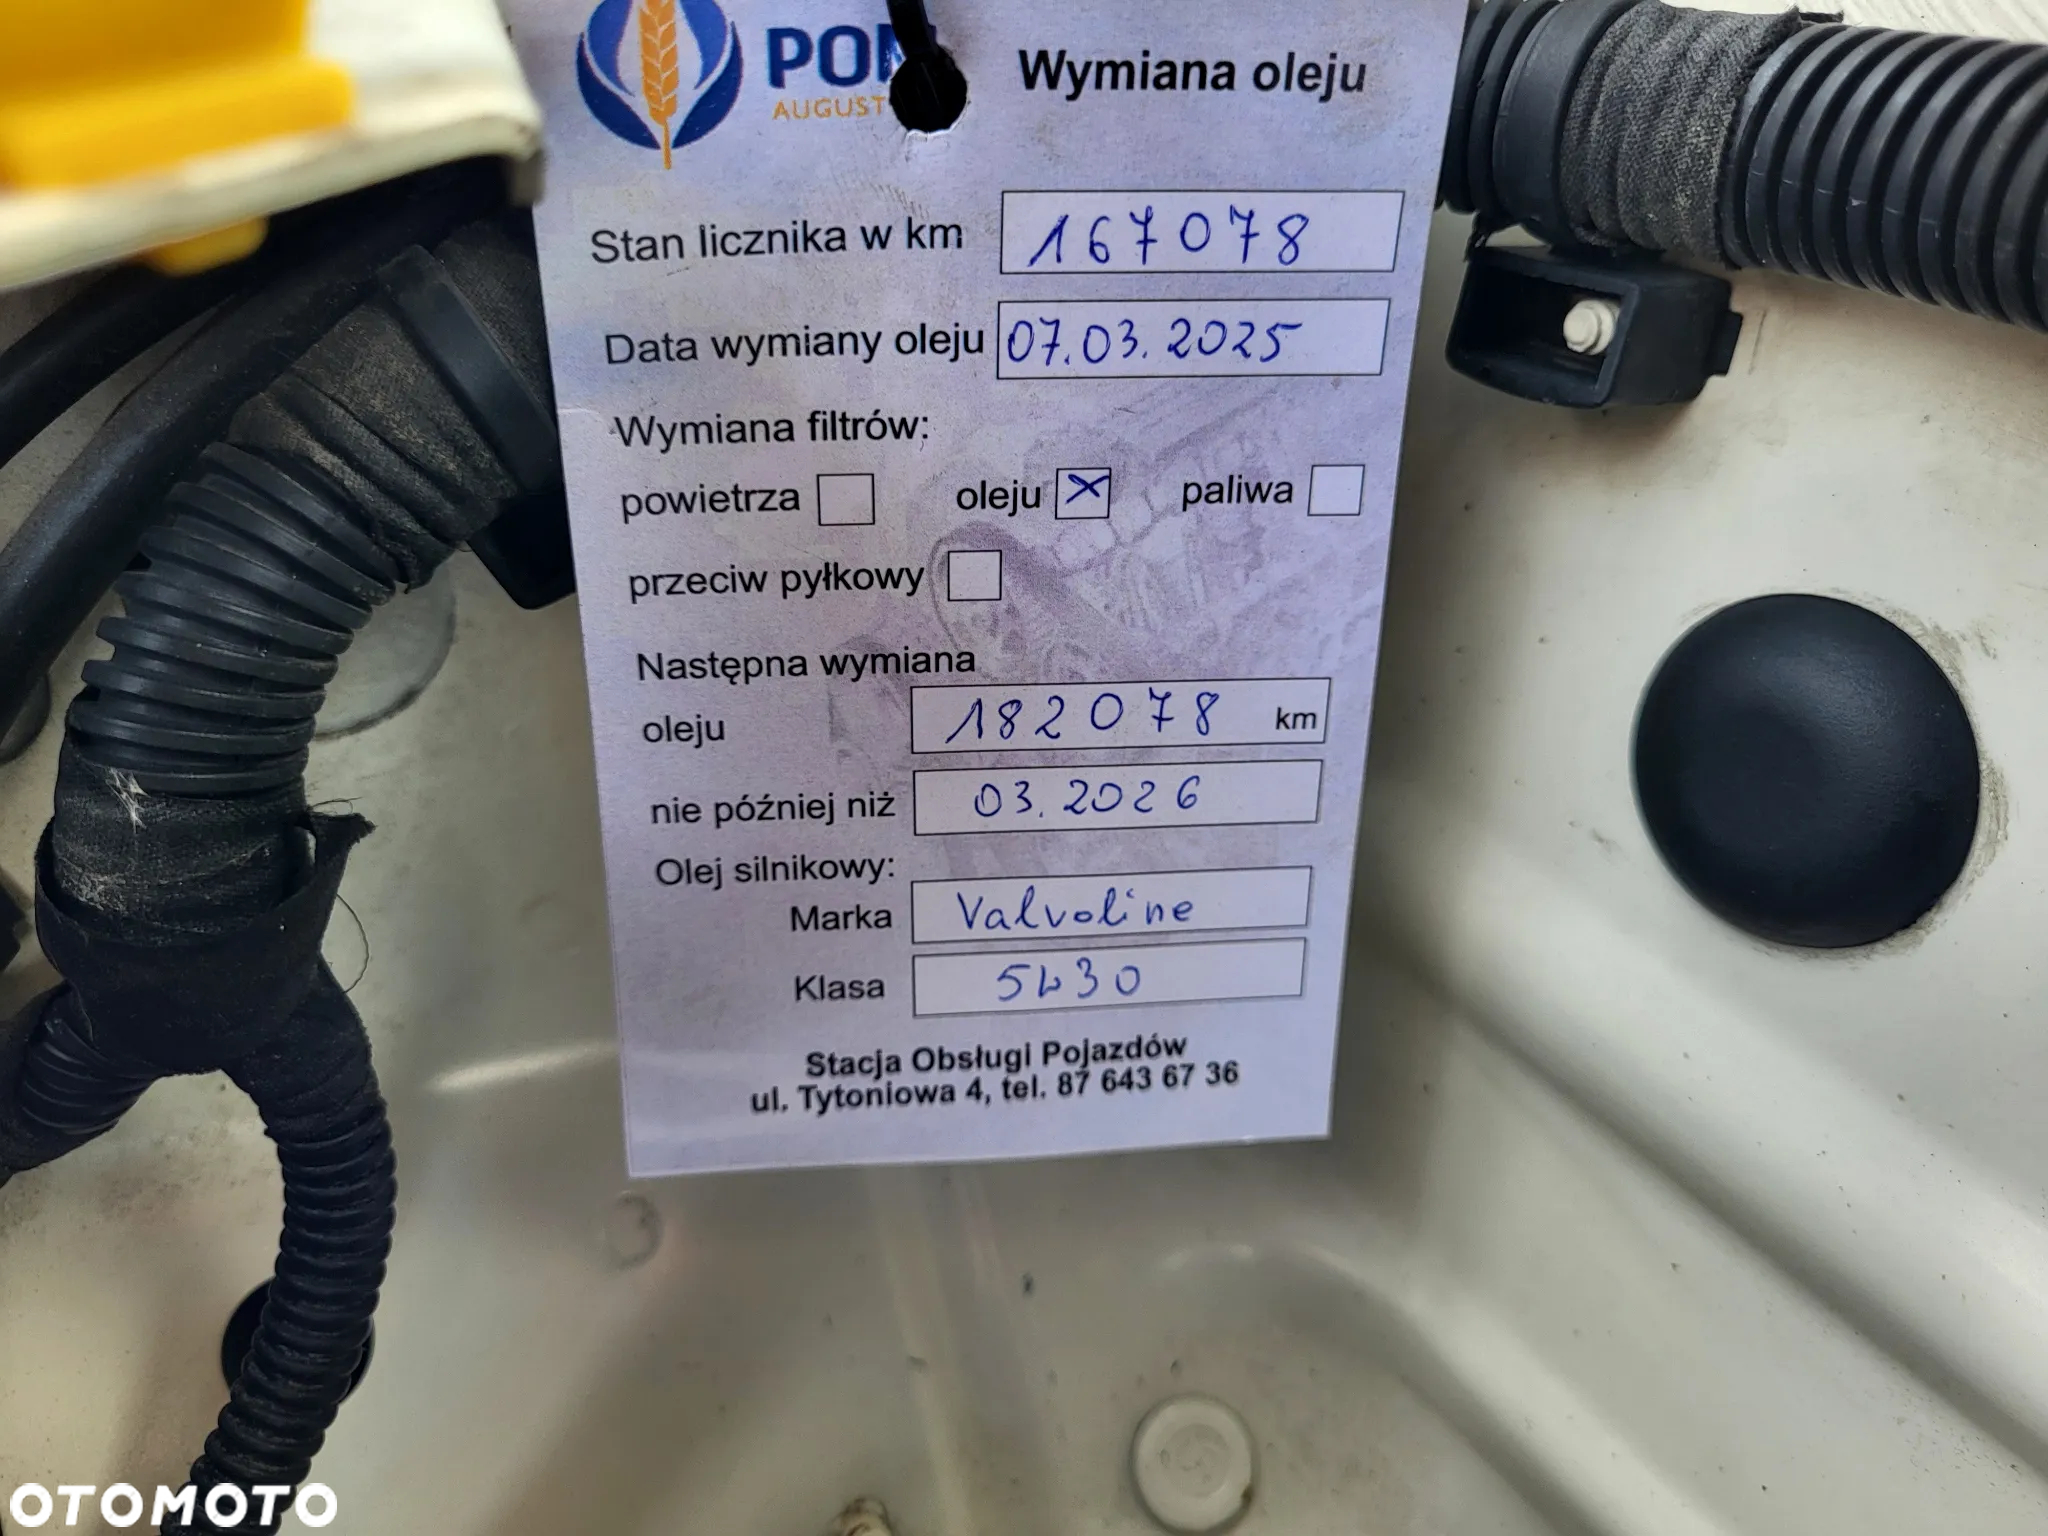 Wymiana oleju
Stan licznika w km 167078
Data wymiany oleju 07.03.2025
Wymiana filtrów:
powietrza oleju X paliwa
przeciw pyłkowy
Następna wymiana
oleju 182078 km
nie później niż 03.2026
Olej silnikowy:
Marka Valvoline
Klasa 5W30
Stacja Obsługi Pojazdów
ul. Tytoniowa 4, tel. 87 643 67 36
OTOMOTO